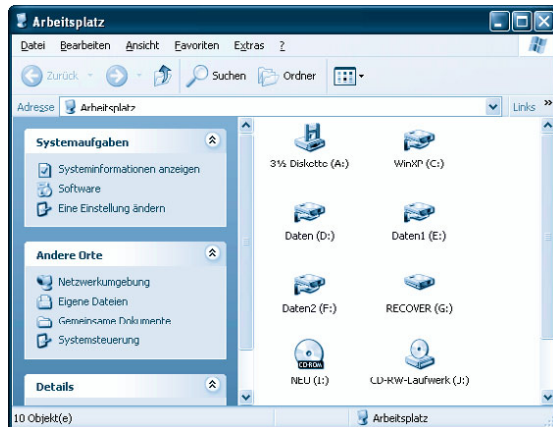 Arbeitsplatz
Datei Bearbeiten Ansicht Favoriten Extras ?
Zurück Suchen Ordner
Adresse Arbeitsplatz Links »
Systemaufgaben
Systeminformationen anzeigen
Software
Eine Einstellung ändern
Andere Orte
Netzwerkumgebung
Eigene Dateien
Gemeinsame Dokumente
Systemsteuerung
Details
3½ Diskette (A:) WinXP (C:)
Daten (D:) Daten1 (E:)
Daten2 (F:) RECOVER (G:)
CD-ROM
NEU (I:) CD-RW-Laufwerk (J:)
10 Objekt(e) Arbeitsplatz